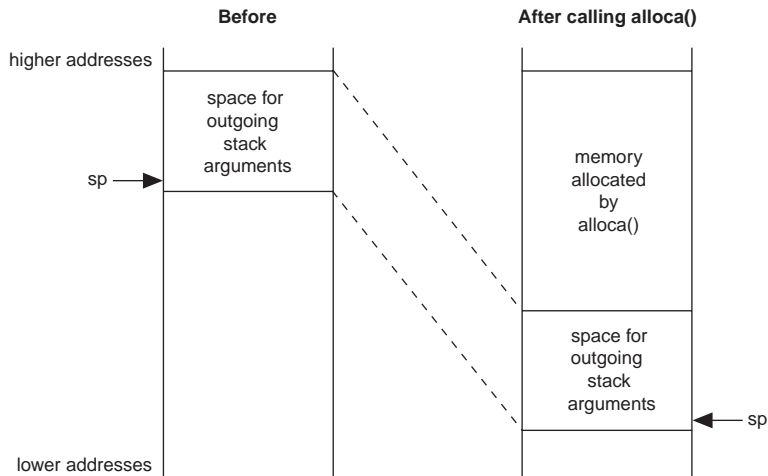 Before
After calling alloca()
higher addresses
space for
outgoing
stack
arguments
sp
memory
allocated
by
alloca()
space for
outgoing
stack
arguments
sp
lower addresses